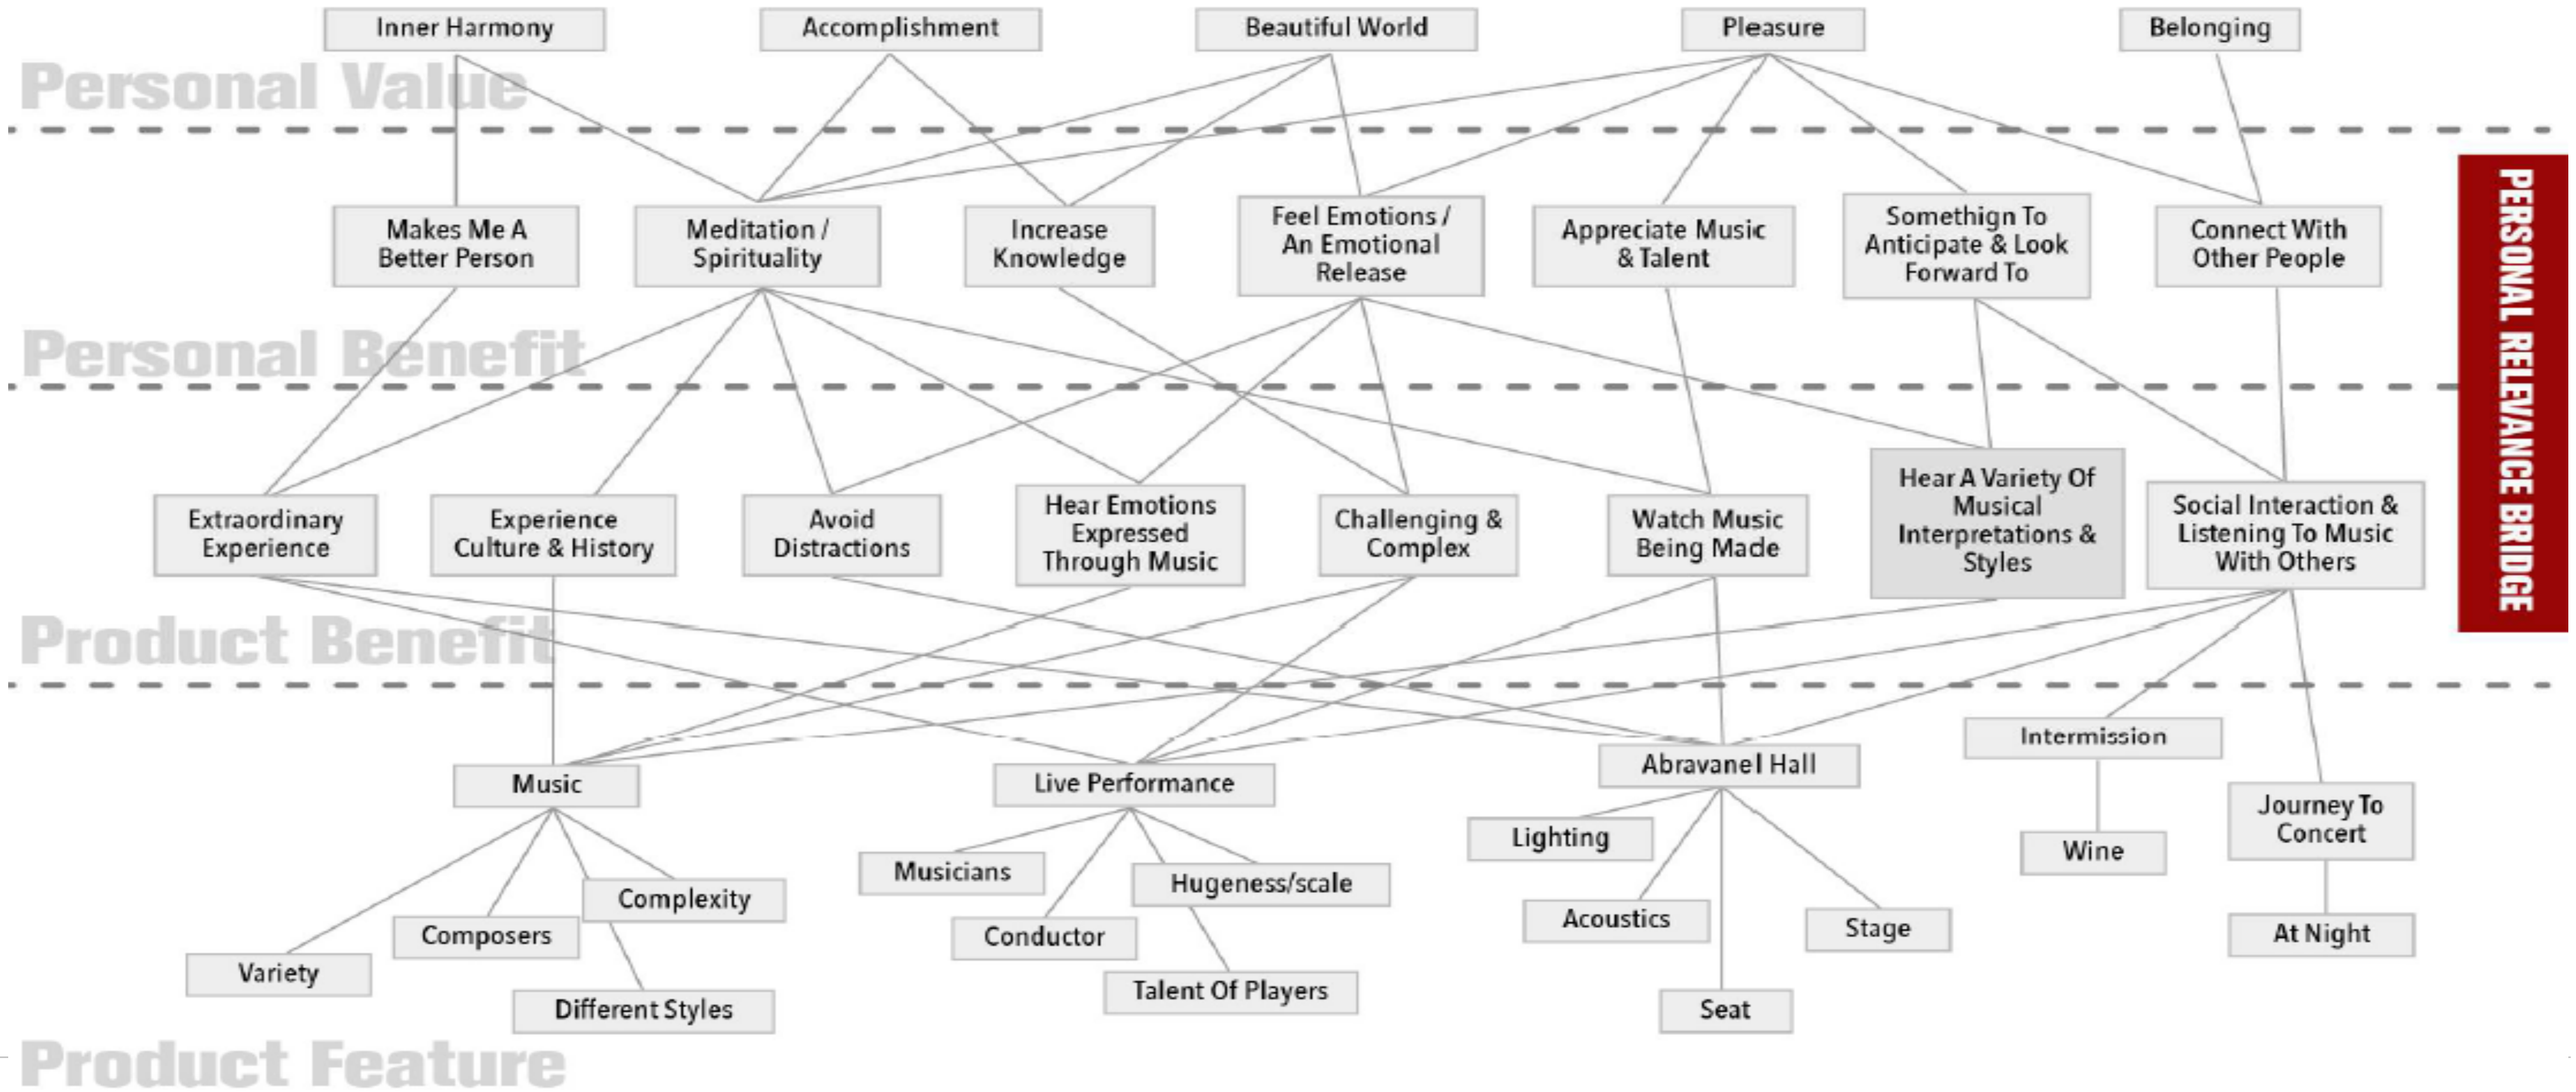 Inner Harmony
Accomplishment
Beautiful World
Pleasure
Belonging
Personal Value
Makes Me A
Better Person
Meditation /
Spirituality
Increase
Knowledge
Feel Emotions /
An Emotional
Release
Appreciate Music
& Talent
Somethign To
Anticipate & Look
Forward To
Connect With
Other People
PERSONAL RELEVANCE BRIDGE
Personal Benefit
Extraordinary
Experience
Experience
Culture & History
Avoid
Distractions
Hear Emotions
Expressed
Through Music
Challenging &
Complex
Watch Music
Being Made
Hear A Variety Of
Musical
Interpretations &
Styles
Social Interaction &
Listening To Music
With Others
Product Benefit
Music
Live Performance
Abravanel Hall
Intermission
Journey To
Concert
Variety
Composers
Complexity
Different Styles
Musicians
Conductor
Hugeness/scale
Talent Of Players
Lighting
Acoustics
Seat
Stage
Wine
At Night
Product Feature